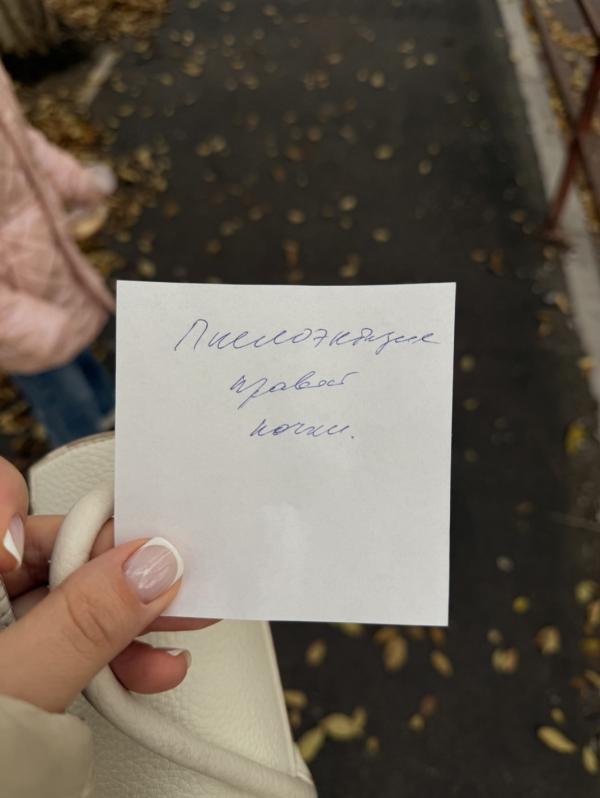 Пиелоэктазия
правой
почки.